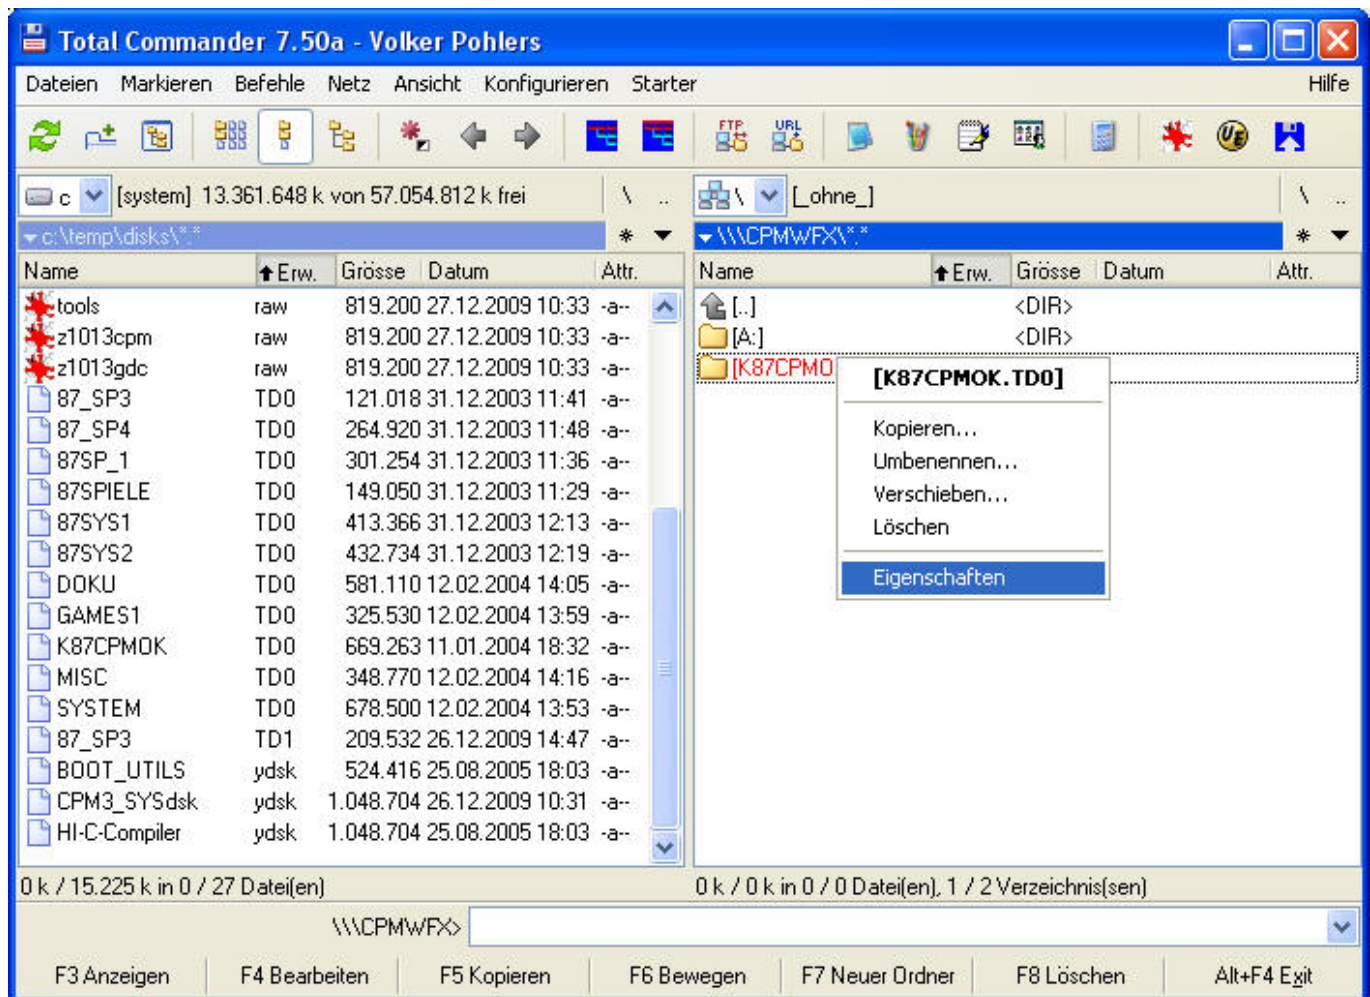 Total Commander 7.50a - Volker Pohlers
Dateien Markieren Befehle Netz Ansicht Konfigurieren Starter Hilfe
FTP URL UE
c [system] 13.361.648 k von 57.054.812 k frei \ ..
\ [_ohne_] \ ..
c:\temp\disks\*.* * 
\\\CPMWFX\*.* *
Name Erw. Grösse Datum Attr.
tools raw 819.200 27.12.2009 10:33 -a--
z1013cpm raw 819.200 27.12.2009 10:33 -a--
z1013gdc raw 819.200 27.12.2009 10:33 -a--
87_SP3 TD0 121.018 31.12.2003 11:41 -a--
87_SP4 TD0 264.920 31.12.2003 11:48 -a--
87SP_1 TD0 301.254 31.12.2003 11:36 -a--
87SPIELE TD0 149.050 31.12.2003 11:29 -a--
87SYS1 TD0 413.366 31.12.2003 12:13 -a--
87SYS2 TD0 432.734 31.12.2003 12:19 -a--
DOKU TD0 581.110 12.02.2004 14:05 -a--
GAMES1 TD0 325.530 12.02.2004 13:59 -a--
K87CPMOK TD0 669.263 11.01.2004 18:32 -a--
MISC TD0 348.770 12.02.2004 14:16 -a--
SYSTEM TD0 678.500 12.02.2004 13:53 -a--
87_SP3 TD1 209.532 26.12.2009 14:47 -a--
BOOT_UTILS ydsk 524.416 25.08.2005 18:03 -a--
CPM3_SYSdsk ydsk 1.048.704 26.12.2009 10:31 -a--
HI-C-Compiler ydsk 1.048.704 25.08.2005 18:03 -a--
0 k / 15.225 k in 0 / 27 Datei(en)
Name Erw. Grösse Datum Attr.
[..] <DIR>
[A:] <DIR>
[K87CPMO
[K87CPMOK.TD0]
Kopieren...
Umbenennen...
Verschieben...
Löschen
Eigenschaften
0 k / 0 k in 0 / 0 Datei(en), 1 / 2 Verzeichnis(sen)
\\\CPMWFX>
F3 Anzeigen F4 Bearbeiten F5 Kopieren F6 Bewegen F7 Neuer Ordner F8 Löschen Alt+F4 Exit